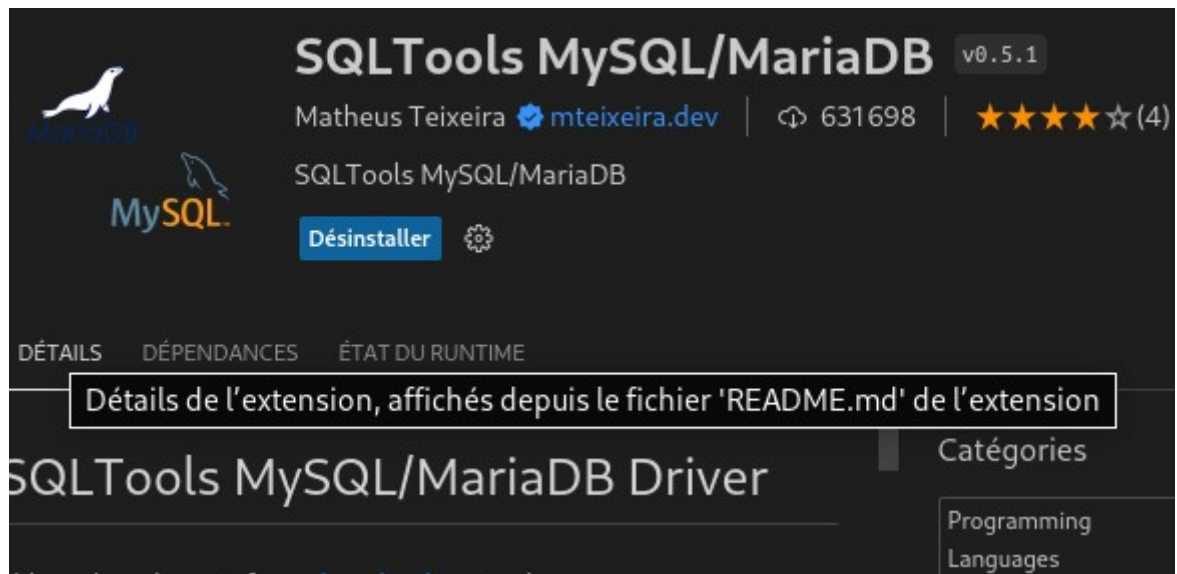 SQLTools MySQL/MariaDB v0.5.1
MariaDB
Matheus Teixeira mteixeira.dev 631698 (4)
SQLTools MySQL/MariaDB
MySQL™
Désinstaller
DÉTAILS DÉPENDANCES ÉTAT DU RUNTIME
Détails de l’extension, affichés depuis le fichier 'README.md' de l’extension
SQLTools MySQL/MariaDB Driver
Catégories
Programming
Languages